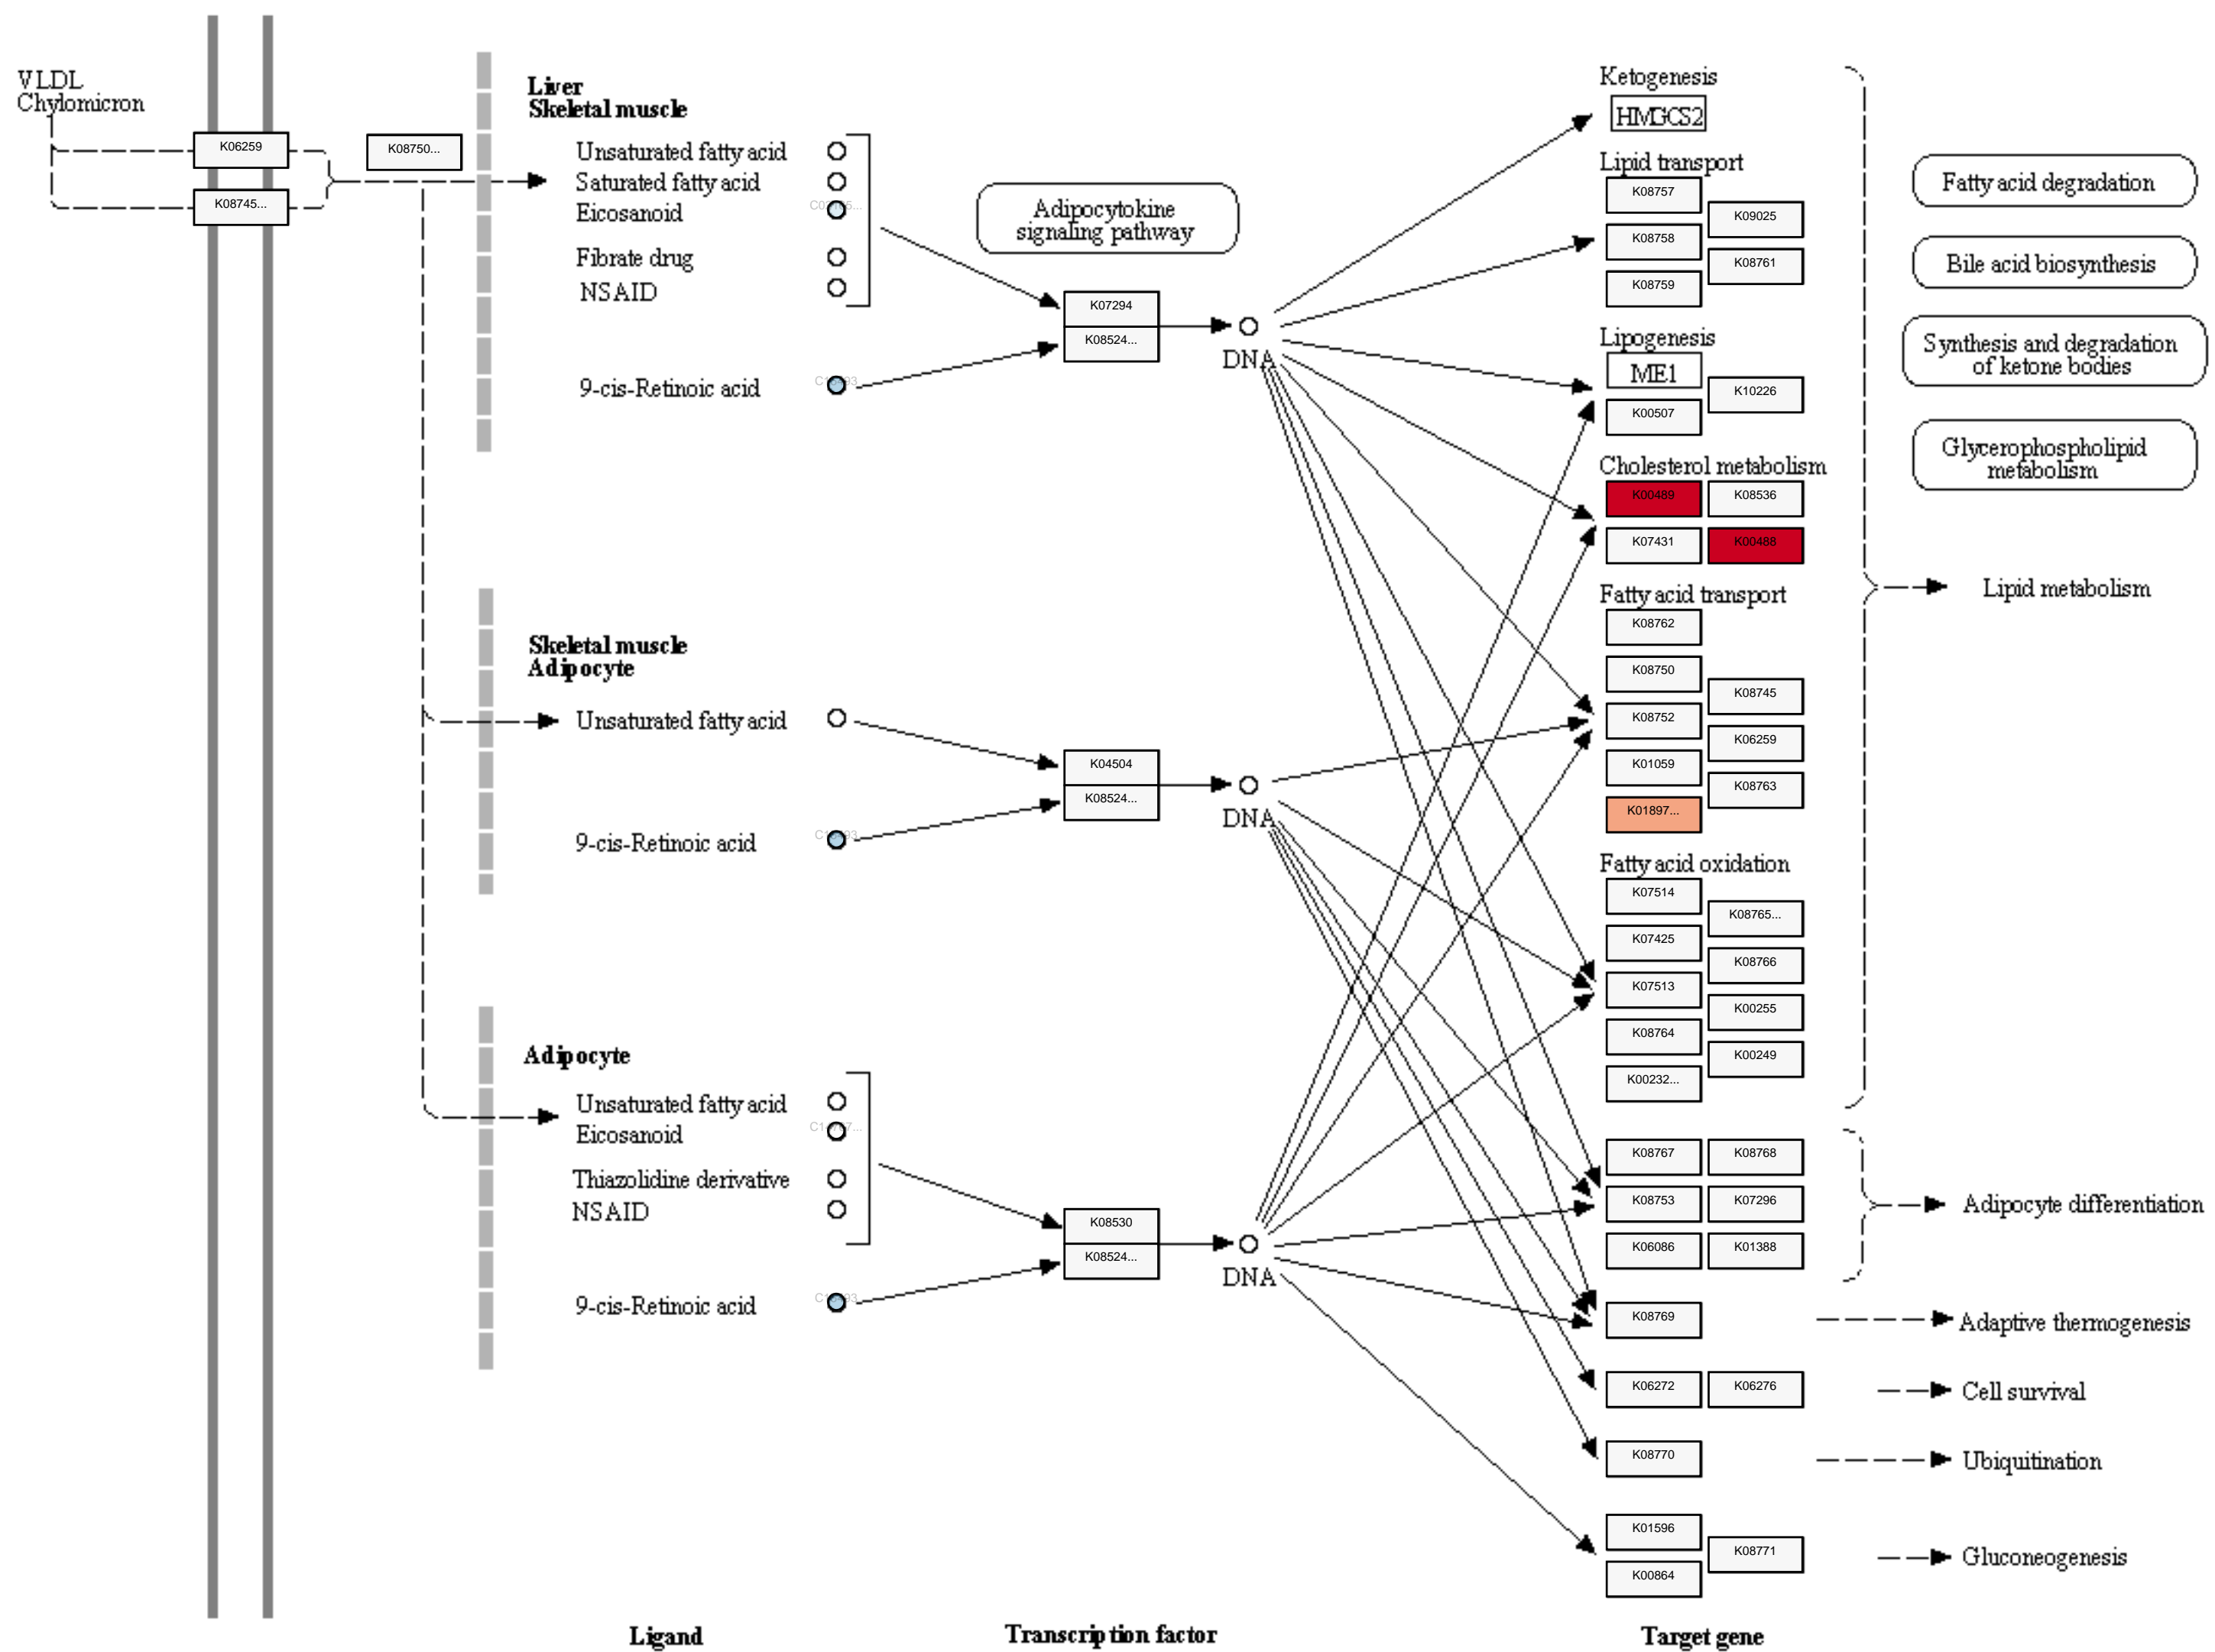 VLDL
Chylomicron
K06259
K08745...
K08750...
Liver
Skeletal muscle
Unsaturated fatty acid
Saturated fatty acid
Eicosanoid
Fibrate drug
NSAID
9-cis-Retinoic acid
Adipocytokine
signaling pathway
K07294
K08524...
DNA
Skeletal muscle
Adipocyte
Unsaturated fatty acid
9-cis-Retinoic acid
K04504
K08524...
DNA
Adipocyte
Unsaturated fatty acid
Eicosanoid
Thiazolidine derivative
NSAID
9-cis-Retinoic acid
K08530
K08524...
DNA
Ketogenesis
HMGCS2
Lipid transport
K08757
K09025
K08758
K08761
K08759
Lipogenesis
ME1
K10226
K00507
Cholesterol metabolism
K00489
K08536
K07431
K00488
Fatty acid transport
K08762
K08750
K08745
K08752
K06259
K01059
K08763
K01897...
Fatty acid oxidation
K07514
K08765...
K07425
K08766
K07513
K00255
K08764
K00249
K00232...
K08767
K08768
K08753
K07296
K06086
K01388
K08769
K06272
K06276
K08770
K01596
K08771
K00864
Fatty acid degradation
Bile acid biosynthesis
Synthesis and degradation
of ketone bodies
Glycerophospholipid
metabolism
Lipid metabolism
Adipocyte differentiation
Adaptive thermogenesis
Cell survival
Ubiquitination
Gluconeogenesis
Ligand
Transcription factor
Target gene